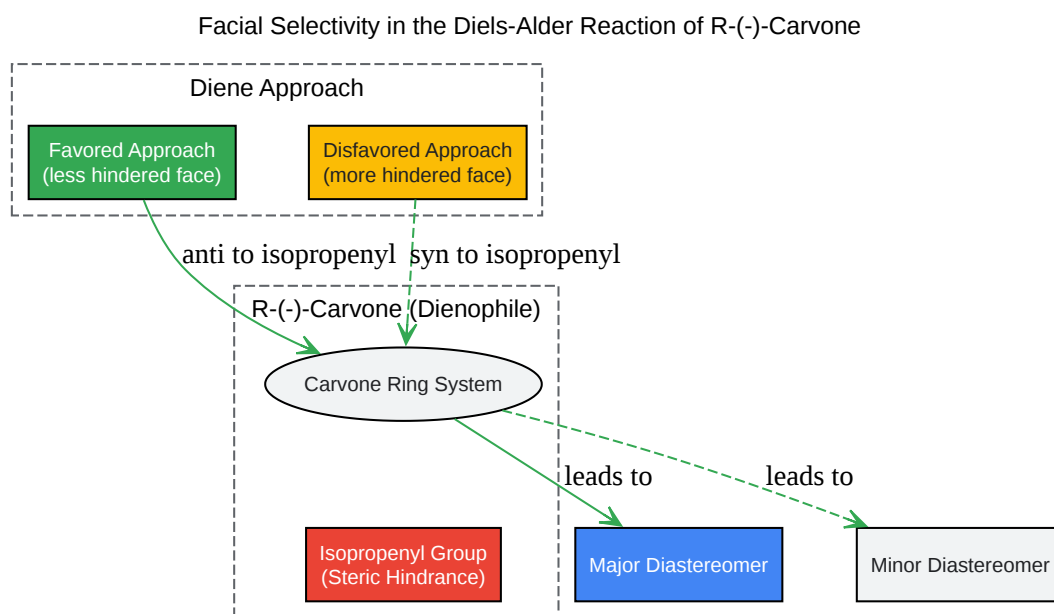 Facial Selectivity in the Diels-Alder Reaction of R-(-)-Carvone
Diene Approach
Favored Approach
(less hindered face)
Disfavored Approach
(more hindered face)
anti to isopropenyl
syn to isopropenyl
R-(-)-Carvone (Dienophile)
Carvone Ring System
leads to
leads to
Isopropenyl Group
(Steric Hindrance)
Major Diastereomer
Minor Diastereomer